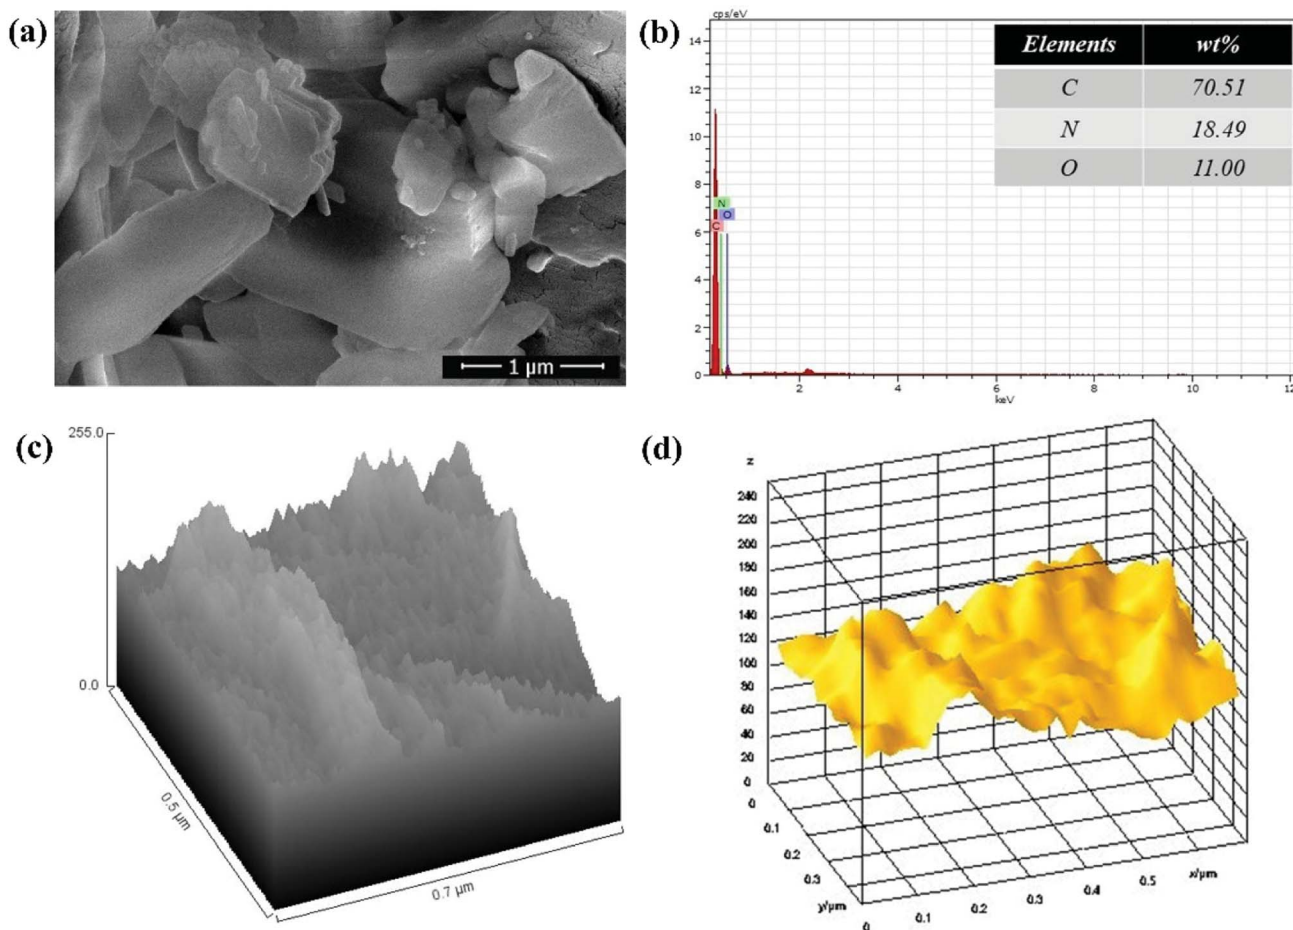 (a)
1 µm
(b)
cps/eV
14
12
10
8
6
4
2
0
N
O
C
2
4
6
8
10
12
keV
Elements wt%
C 70.51
N 18.49
O 11.00
(c)
255.0
0.0
0.5 µm
0.7 µm
(d)
z
240
220
200
180
160
140
120
100
80
60
40
20
0
0
0.1
0.2
0.3
y/µm
0
0.1
0.2
0.3
0.4
0.5
x/µm